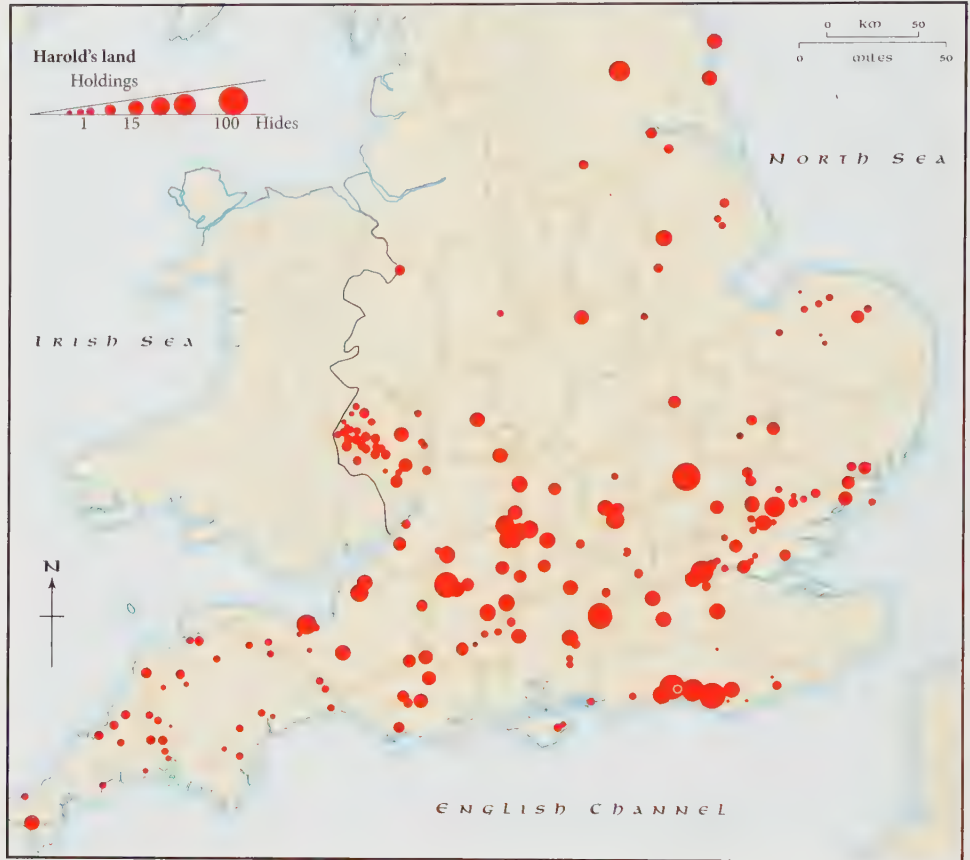 Harold's land
Holdings
1 15 100 Hides
0 km 50
0 miles 50
North Sea
Irish Sea
N
English Channel